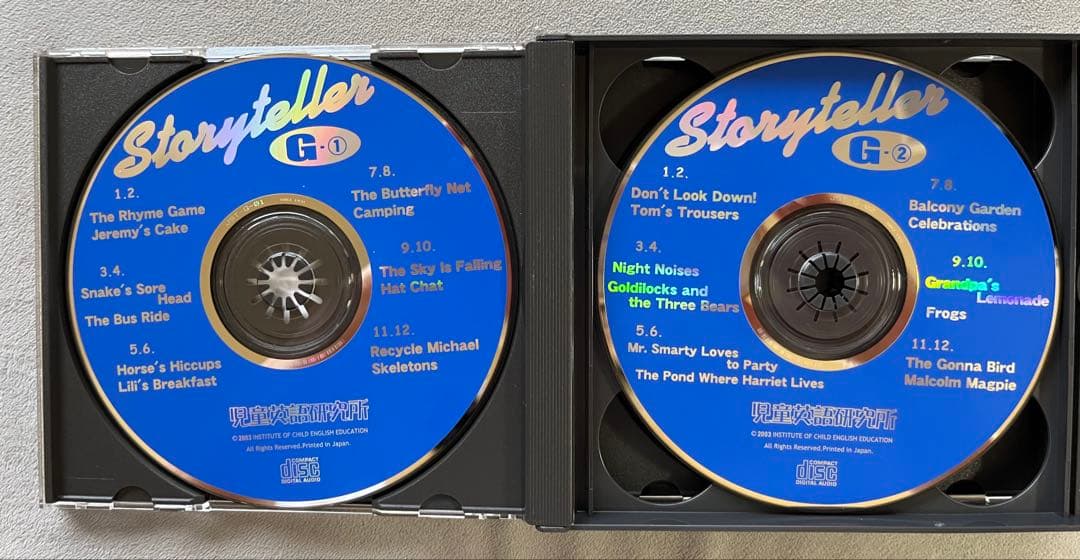 Storyteller
G-①
1.2.
The Rhyme Game
Jeremy's Cake
3.4.
Snake's Sore
Head
The Bus Ride
5.6.
Horse's Hiccups
Lili's Breakfast
7.8.
The Butterfly Net
Camping
9.10.
The Sky Is Falling
Hat Chat
11.12.
Recycle Michael
Skeletons
児童英語研究所
© 2003 INSTITUTE OF CHILD ENGLISH EDUCATION
All Rights Reserved. Printed in Japan.
COMPACT
disc
DIGITAL AUDIO
Storyteller
G-②
1.2.
Don't Look Down!
Tom's Trousers
3.4.
Night Noises
Goldilocks and
the Three Bears
5.6.
Mr. Smarty Loves
to Party
The Pond Where Harriet Lives
7.8.
Balcony Garden
Celebrations
9.10.
Grandpa's
Lemonade
Frogs
11.12.
The Gonna Bird
Malcolm Magpie
児童英語研究所
© 2003 INSTITUTE OF CHILD ENGLISH EDUCATION
All Rights Reserved. Printed in Japan.
COMPACT
disc
DIGITAL AUDIO